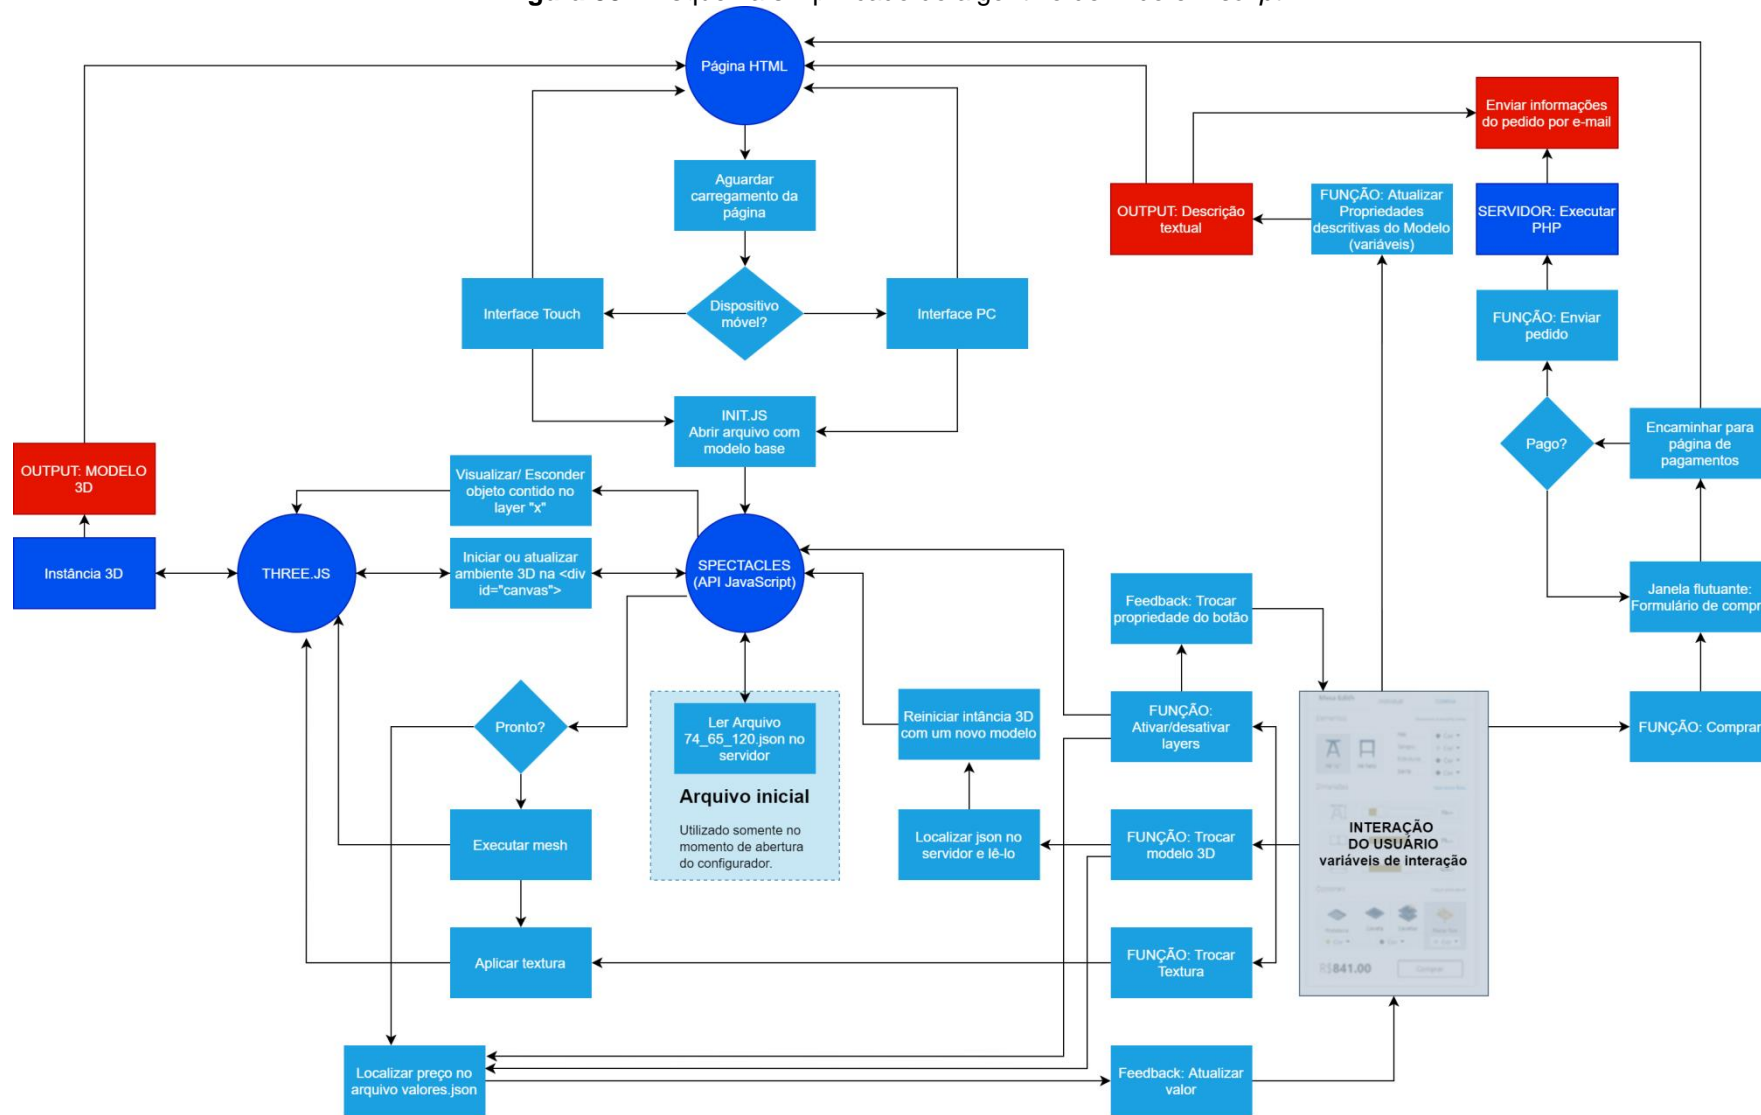 Página HTML
Aguardar
carregamento da
página
Dispositivo
móvel?
Interface Touch
Interface PC
INIT.JS
Abrir arquivo com
modelo base
OUTPUT: MODELO
3D
Instância 3D
THREE.JS
Visualizar/ Esconder
objeto contido no
layer "x"
Iniciar ou atualizar
ambiente 3D na <div
id="canvas">
SPECTACLES
(API JavaScript)
Pronto?
Ler Arquivo
74_65_120.json no
servidor
Arquivo inicial
Utilizado somente no
momento de abertura
do configurador.
Executar mesh
Aplicar textura
Localizar preço no
arquivo valores.json
Reiniciar intância 3D
com um novo modelo
Localizar json no
servidor e lê-lo
Feedback: Trocar
propriedade do botão
FUNÇÃO:
Ativar/desativar
layers
FUNÇÃO: Trocar
modelo 3D
FUNÇÃO: Trocar
Textura
Feedback: Atualizar
valor
OUTPUT: Descrição
textual
FUNÇÃO: Atualizar
Propriedades
descritivas do Modelo
(variáveis)
Enviar informações
do pedido por e-mail
SERVIDOR: Executar
PHP
FUNÇÃO: Enviar
pedido
Pago?
Encaminhar para
página de
pagamentos
Janela flutuante:
Formulário de compr
FUNÇÃO: Comprar
INTERAÇÃO
DO USUÁRIO
variáveis de interação
R$841.00
Comprar